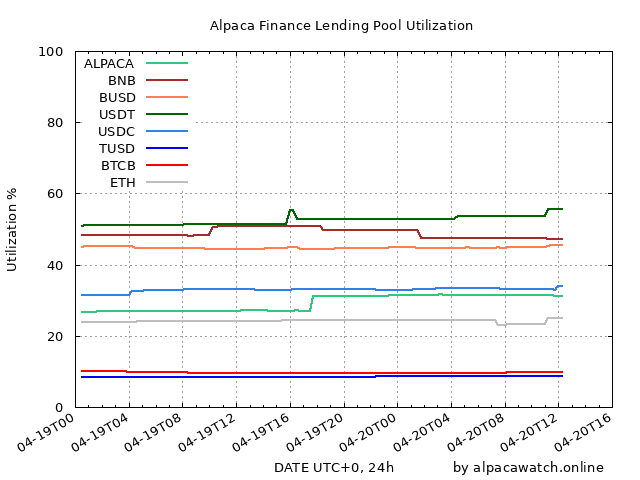 Alpaca Finance Lending Pool Utilization
100
80
60
40
20
0
Utilization %
ALPACA
BNB
BUSD
USDT
USDC
TUSD
BTCB
ETH
04-19T00
04-19T04
04-19T08
04-19T12
04-19T16
04-19T20
04-20T00
04-20T04
04-20T08
04-20T12
04-20T16
DATE UTC+0, 24h
by alpacawatch.online